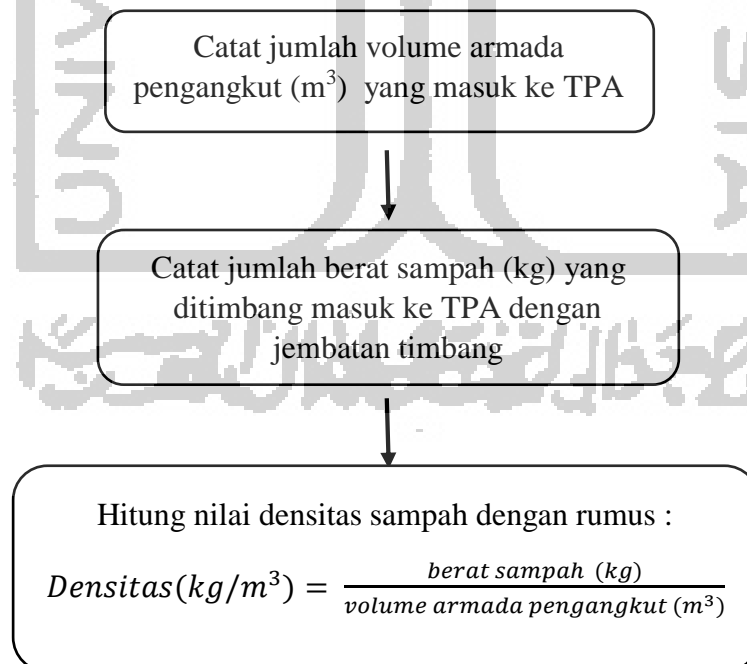 Catat jumlah volume armada
pengangkut (m³) yang masuk ke TPA
Catat jumlah berat sampah (kg) yang
ditimbang masuk ke TPA dengan
jembatan timbang
Hitung nilai densitas sampah dengan rumus :
Densitas(kg/m³) = berat sampah (kg) / volume armada pengangkut (m³)